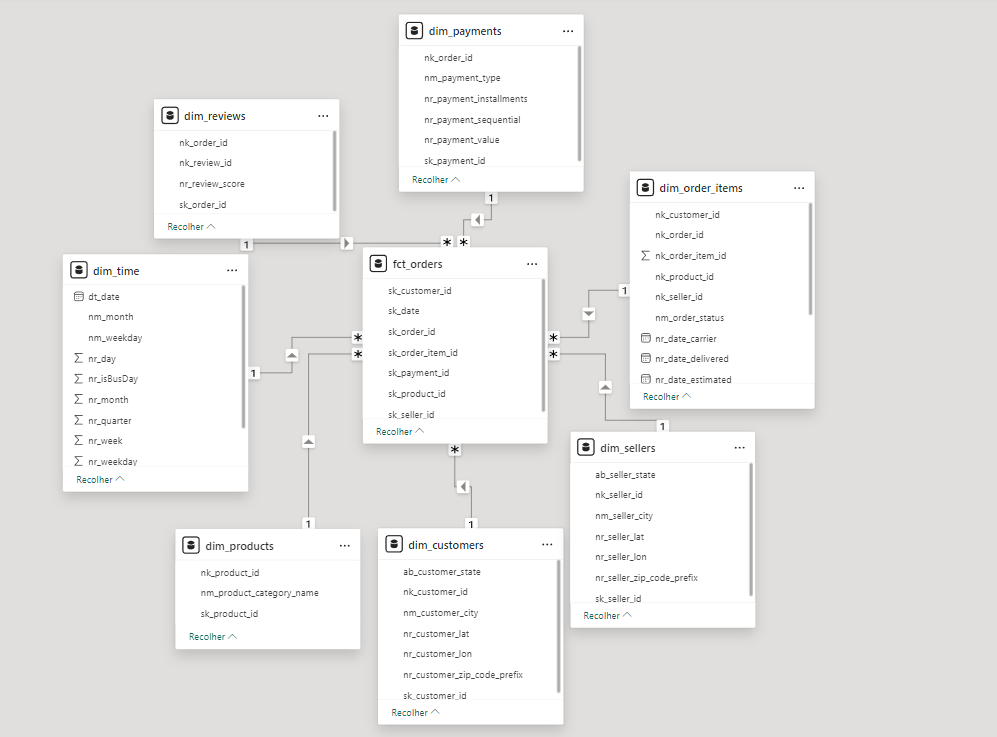 dim_payments
nk_order_id
nm_payment_type
nr_payment_installments
nr_payment_sequential
nr_payment_value
sk_payment_id
Recolher
dim_reviews
nk_order_id
nk_review_id
nr_review_score
sk_order_id
Recolher
dim_order_items
nk_customer_id
nk_order_id
Σ nk_order_item_id
nk_product_id
nk_seller_id
nm_order_status
nr_date_carrier
nr_date_delivered
nr_date_estimated
Recolher
1
1
*
*
dim_time
dt_date
nm_month
nm_weekday
Σ nr_day
Σ nr_isBusDay
Σ nr_month
Σ nr_quarter
Σ nr_week
Σ nr_weekday
Recolher
fct_orders
sk_customer_id
sk_date
sk_order_id
sk_order_item_id
sk_payment_id
sk_product_id
sk_seller_id
Recolher
1
*
*
1
*
*
1
dim_sellers
ab_seller_state
nk_seller_id
nm_seller_city
nr_seller_lat
nr_seller_lon
nr_seller_zip_code_prefix
sk_seller_id
Recolher
*
1
1
dim_products
nk_product_id
nm_product_category_name
sk_product_id
Recolher
dim_customers
ab_customer_state
nk_customer_id
nm_customer_city
nr_customer_lat
nr_customer_lon
nr_customer_zip_code_prefix
sk_customer_id
Recolher